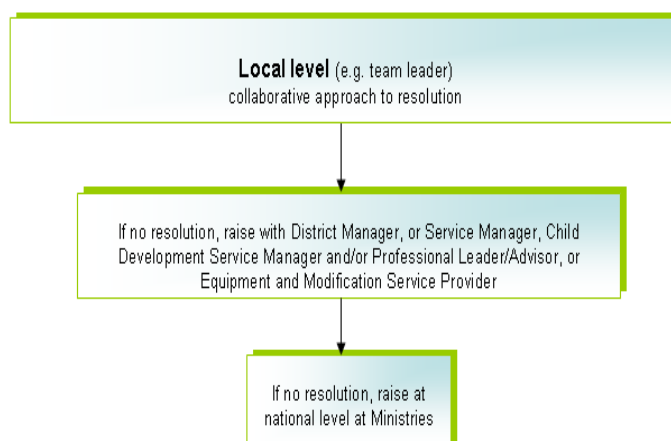 Local level (e.g. team leader)
collaborative approach to resolution
If no resolution, raise with District Manager, or Service Manager, Child
Development Service Manager and/or Professional Leader/Advisor, or
Equipment and Modification Service Provider
If no resolution, raise at
national level at Ministries